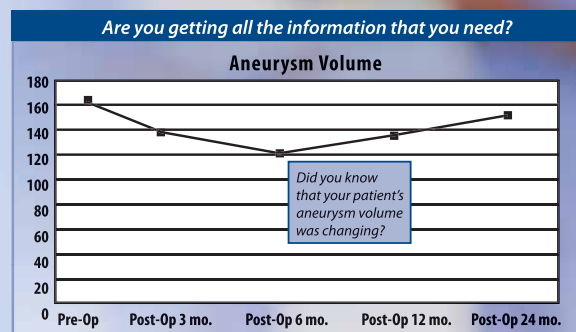 Are you getting all the information that you need?
Aneurysm Volume
180
160
140
120
100
80
60
40
20
0
Did you know
that your patient's
aneurysm volume
was changing?
Pre-Op Post-Op 3 mo. Post-Op 6 mo. Post-Op 12 mo. Post-Op 24 mo.